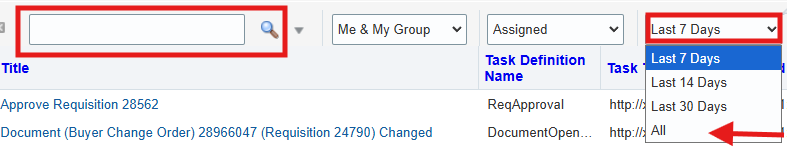 Me & My Group
Assigned
Last 7 Days
Last 7 Days
Last 14 Days
Last 30 Days
All
Title
Task Definition Name
Task
Approve Requisition 28562
ReqApproval
http://
Document (Buyer Change Order) 28966047 (Requisition 24790) Changed
DocumentOpen...
http://